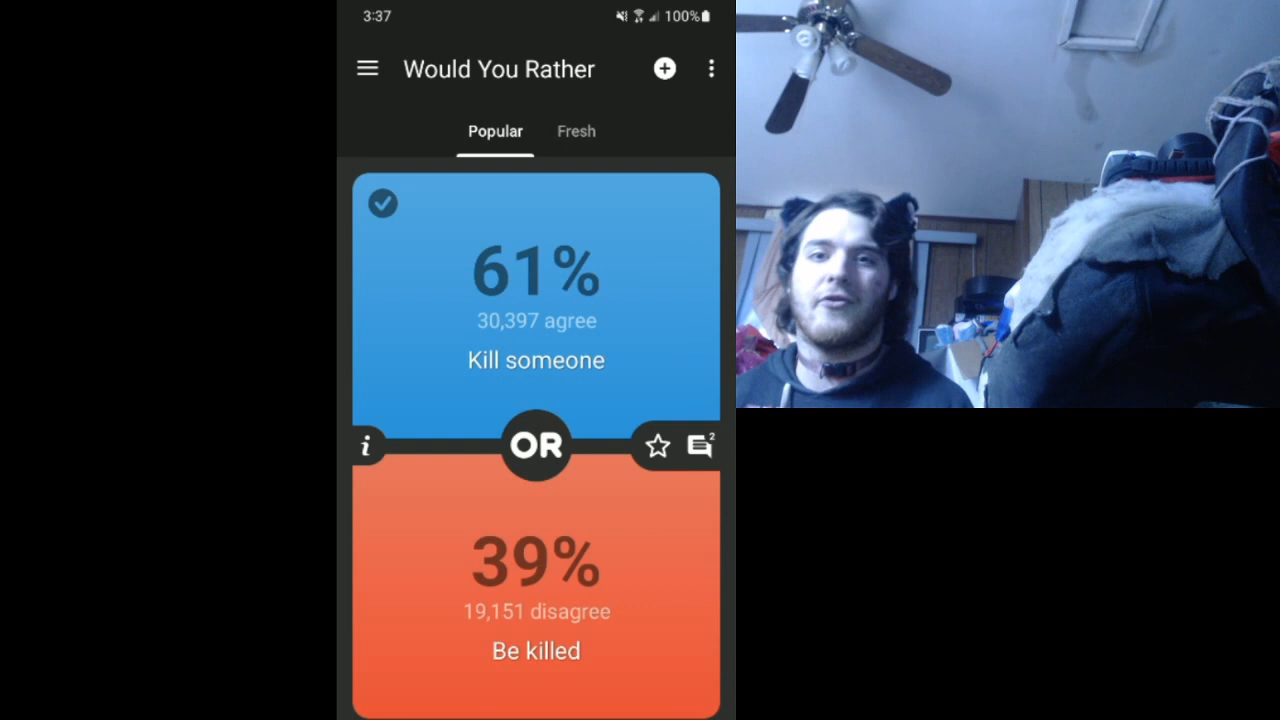 3:37
100%
Would You Rather
Popular
Fresh
61%
30,397 agree
Kill someone
i
OR
2
39%
19,151 disagree
Be killed